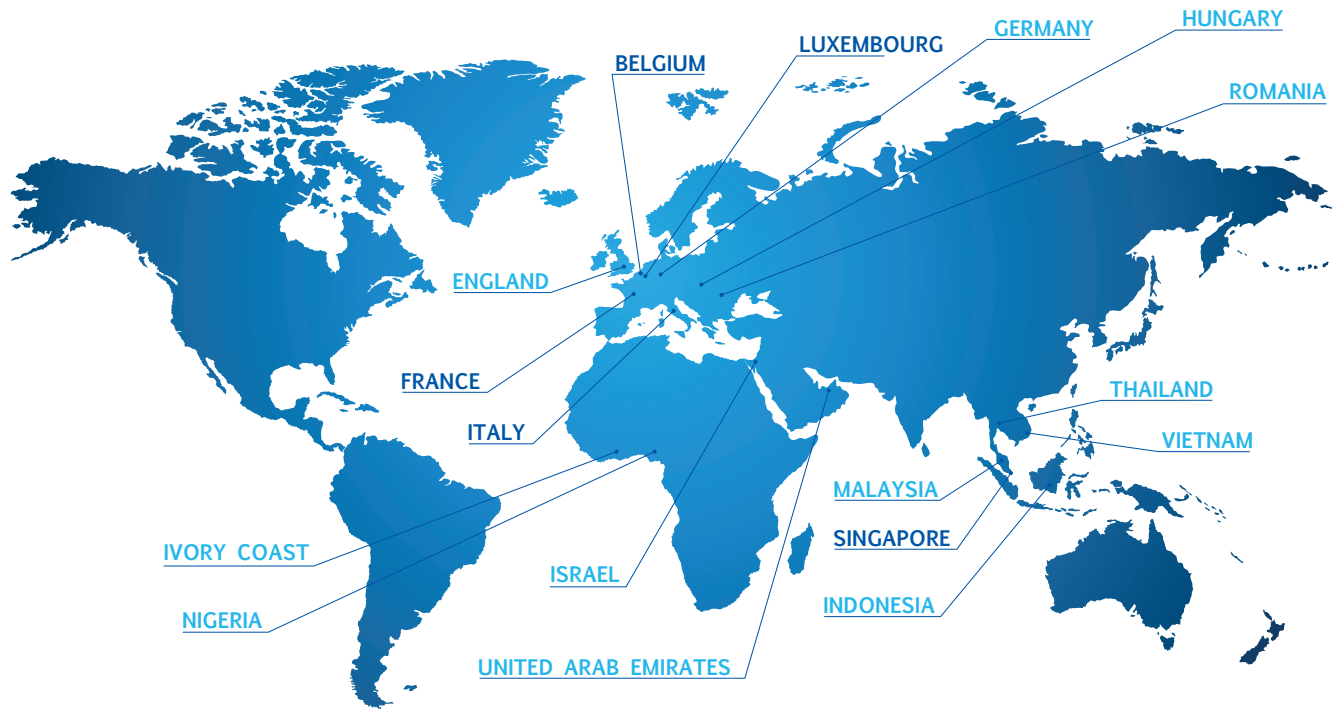 HUNGARY
GERMANY
LUXEMBOURG
BELGIUM
ROMANIA
ENGLAND
FRANCE
THAILAND
ITALY
VIETNAM
MALAYSIA
SINGAPORE
IVORY COAST
ISRAEL
INDONESIA
NIGERIA
UNITED ARAB EMIRATES